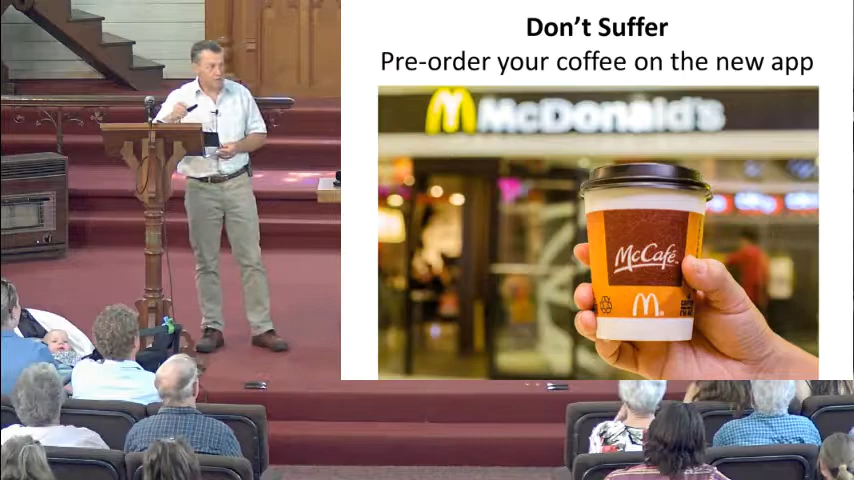 Don’t Suffer
Pre-order your coffee on the new app
McDonald's
McCafé